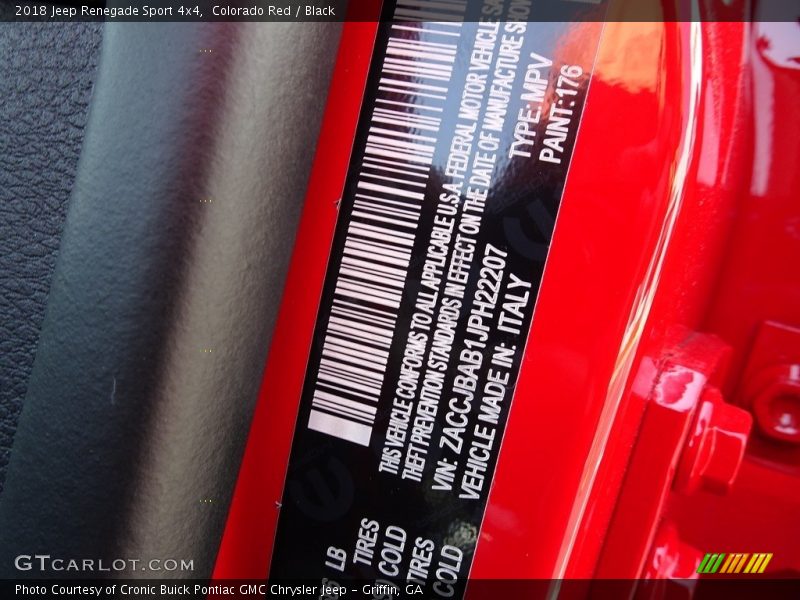 2018 Jeep Renegade Sport 4x4, Colorado Red / Black
THIS VEHICLE CONFORMS TO ALL APPLICABLE U.S.A. FEDERAL MOTOR VEHICLE
THEFT PREVENTION STANDARDS IN EFFECT ON THE DATE OF MANUFACTURE
VIN: ZACCJBAB1JPH22207 TYPE: MPV
VEHICLE MADE IN: ITALY PAINT: 176
LB
TIRES
COLD
TIRES
COLD
GTCARLOT.COM
Photo Courtesy of Cronic Buick Pontiac GMC Chrysler Jeep - Griffin, GA